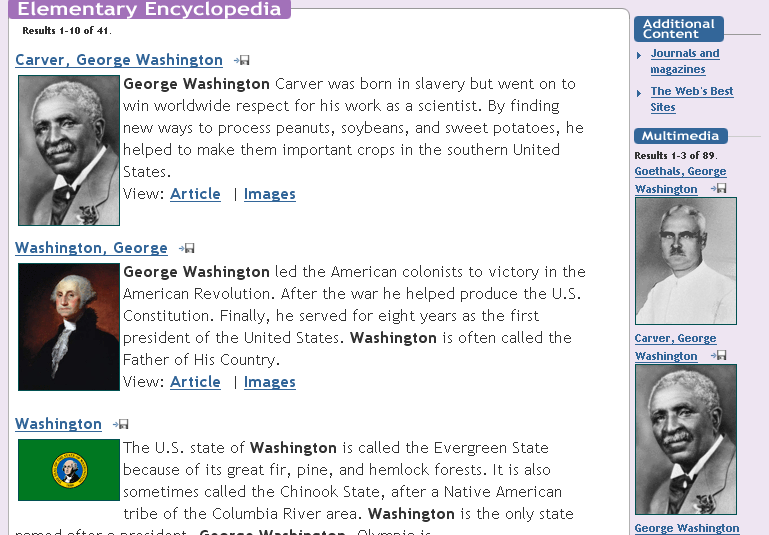 Elementary Encyclopedia
Results 1-10 of 41.
Carver, George Washington
George Washington Carver was born in slavery but went on to
win worldwide respect for his work as a scientist. By finding
new ways to process peanuts, soybeans, and sweet potatoes, he
helped to make them important crops in the southern United
States.
View: Article | Images
Washington, George
George Washington led the American colonists to victory in the
American Revolution. After the war he helped produce the U.S.
Constitution. Finally, he served for eight years as the first
president of the United States. Washington is often called the
Father of His Country.
View: Article | Images
Washington
The U.S. state of Washington is called the Evergreen State
because of its great fir, pine, and hemlock forests. It is also
sometimes called the Chinook State, after a Native American
tribe of the Columbia River area. Washington is the only state
named after a president, George Washington. Olympia is
Additional
Content
Journals and
magazines
The Web's Best
Sites
Multimedia
Results 1-3 of 89.
Goethals, George
Washington
Carver, George
Washington
George Washington